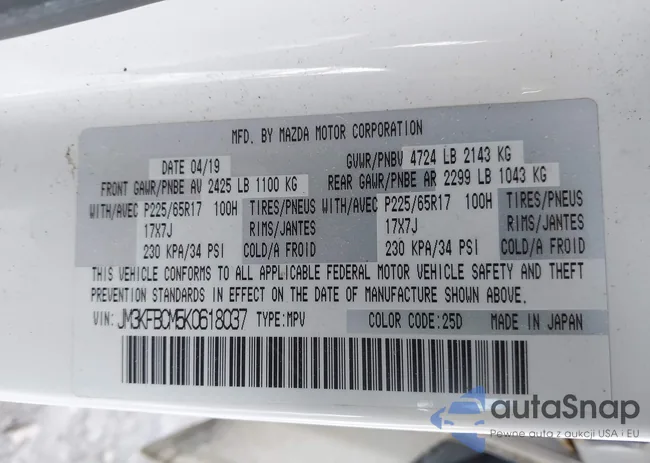 MFD. BY MAZDA MOTOR CORPORATION
DATE 04/19 GVWR/PNBV 4724 LB 2143 KG
FRONT GAWR/PNBE AV 2425 LB 1100 KG REAR GAWR/PNBE AR 2299 LB 1043 KG
WITH/AVEC P225/65R17 100H TIRES/PNEUS WITH/AVEC P225/65R17 100H TIRES/PNEUS
17X7J RIMS/JANTES 17X7J RIMS/JANTES
230 KPA/34 PSI COLD/A FROID 230 KPA/34 PSI COLD/A FROID
THIS VEHICLE CONFORMS TO ALL APPLICABLE FEDERAL MOTOR VEHICLE SAFETY AND THEFT
PREVENTION STANDARDS IN EFFECT ON THE DATE OF MANUFACTURE SHOWN ABOVE.
VIN: JM3KFBCM5K0618037 TYPE:MPV COLOR CODE:25D MADE IN JAPAN
autaSnap
Pewne auta z aukcji USA i EU